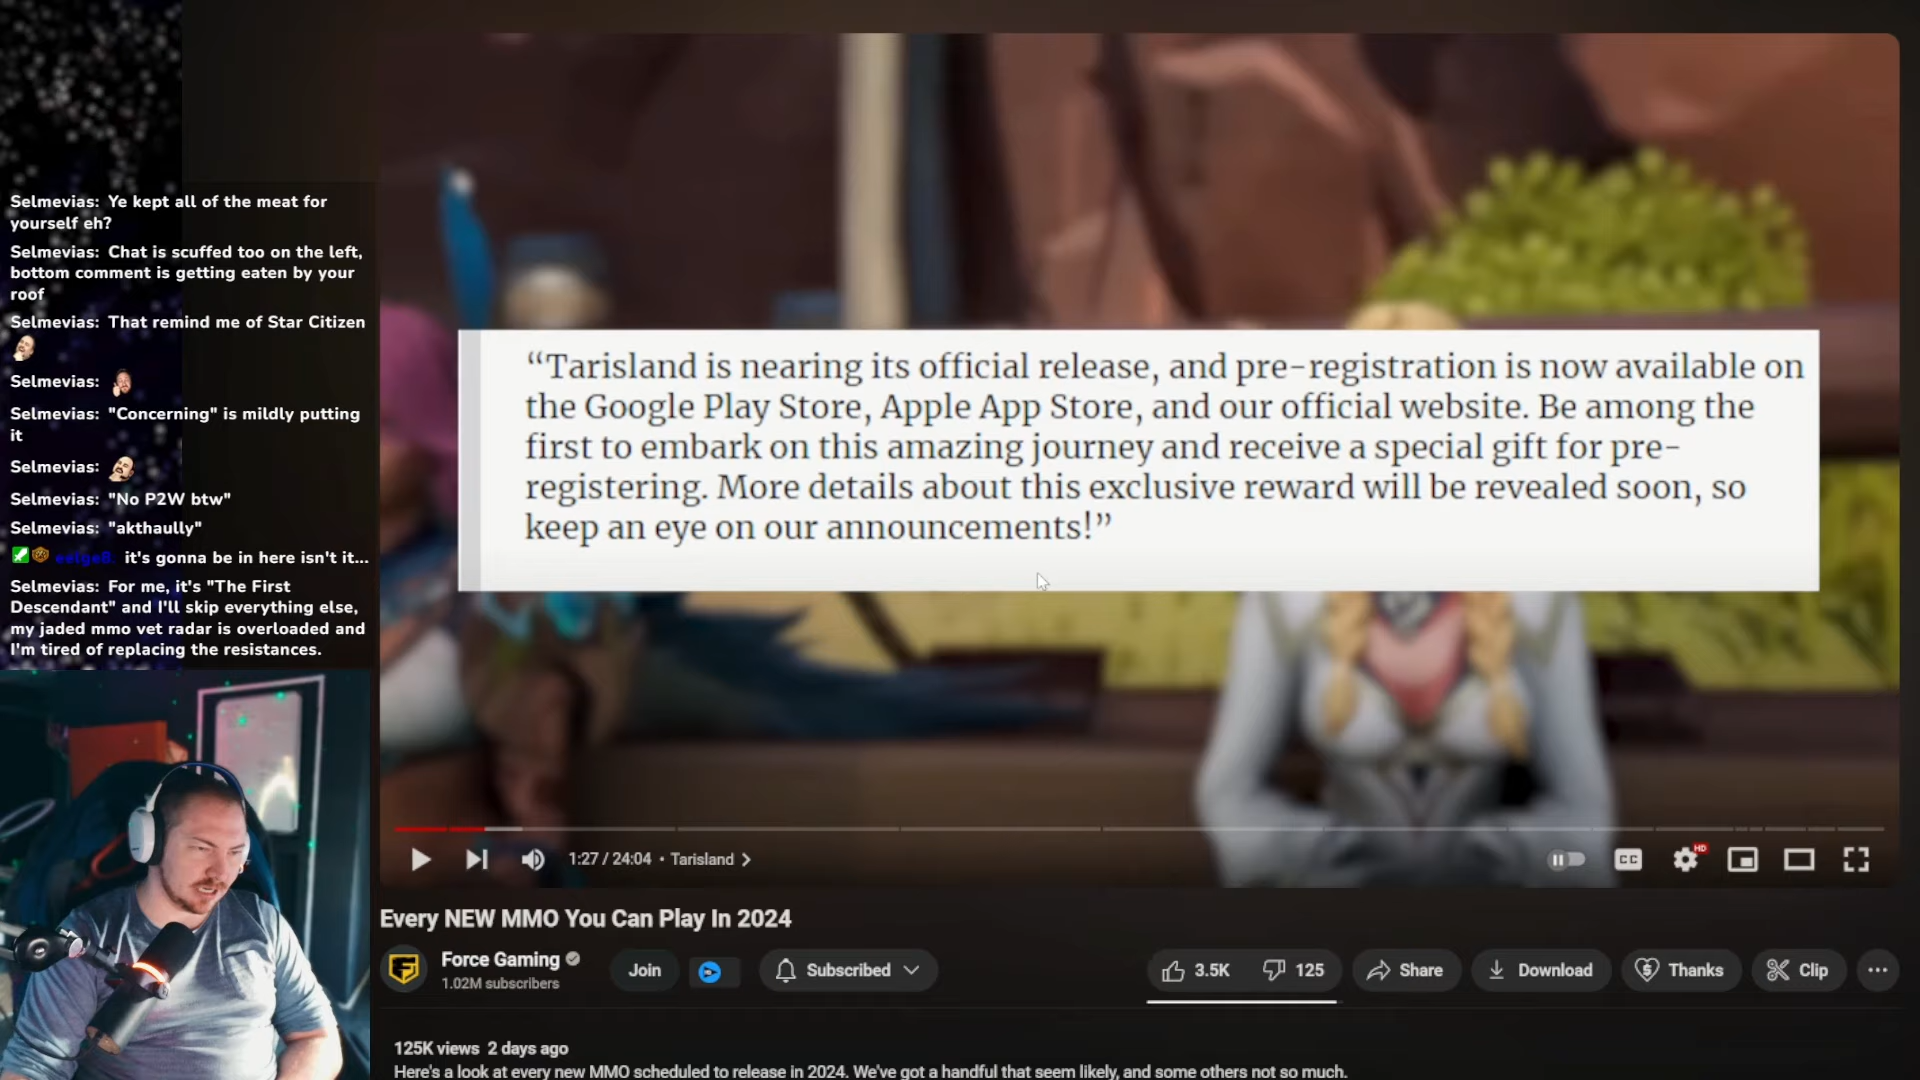 Selmevias: Ye kept all of the meat for
yourself eh?
Selmevias: Chat is scuffed too on the left,
bottom comment is getting eaten by your
roof
Selmevias: That remind me of Star Citizen
Selmevias:
Selmevias: "Concerning" is mildly putting
it
Selmevias:
Selmevias: "No P2W btw"
Selmevias: "akthaully"
it's gonna be in here isn't it...
Selmevias: For me, it's "The First
Descendant" and I'll skip everything else,
my jaded mmo vet radar is overloaded and
I'm tired of replacing the resistances.
“Tarisland is nearing its official release, and pre-registration is now available on
the Google Play Store, Apple App Store, and our official website. Be among the
first to embark on this amazing journey and receive a special gift for pre-
registering. More details about this exclusive reward will be revealed soon, so
keep an eye on our announcements!”
1:27 / 24:04 • Tarisland
CC
HD
Every NEW MMO You Can Play In 2024
Force Gaming
1.02M subscribers
Join
Subscribed
3.5K
125
Share
Download
Thanks
Clip
125K views 2 days ago
Here's a look at every new MMO scheduled to release in 2024. We've got a handful that seem likely, and some others not so much.